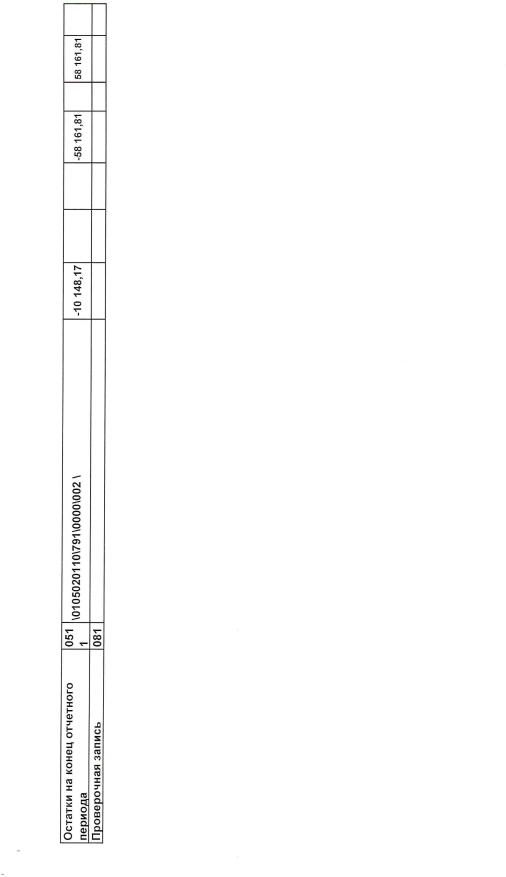 Остатки на конец отчетного периода 051 1 \0105020110\791\0000\002 \ -10 148,17 -58 161,81 58 161,81
Проверочная запись 081